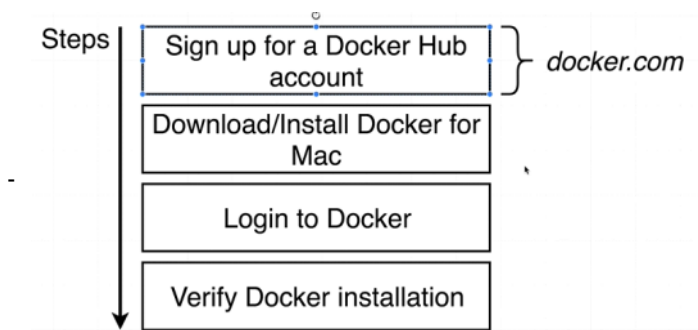 Steps
Sign up for a Docker Hub
account
docker.com
Download/Install Docker for
Mac
-
Login to Docker
Verify Docker installation